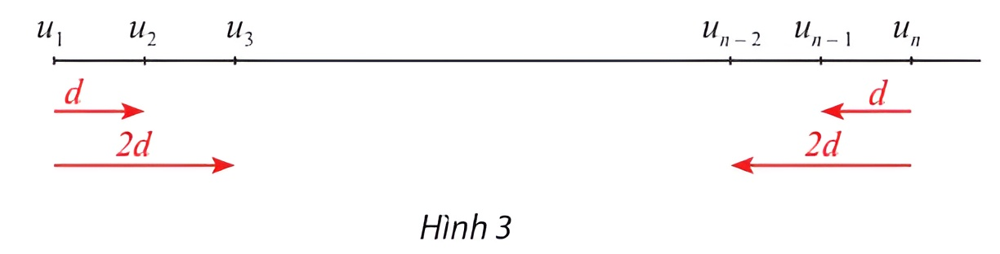 u₁ u₂ u₃ uₙ₋₂ uₙ₋₁ uₙ
d d
2d 2d
Hình 3